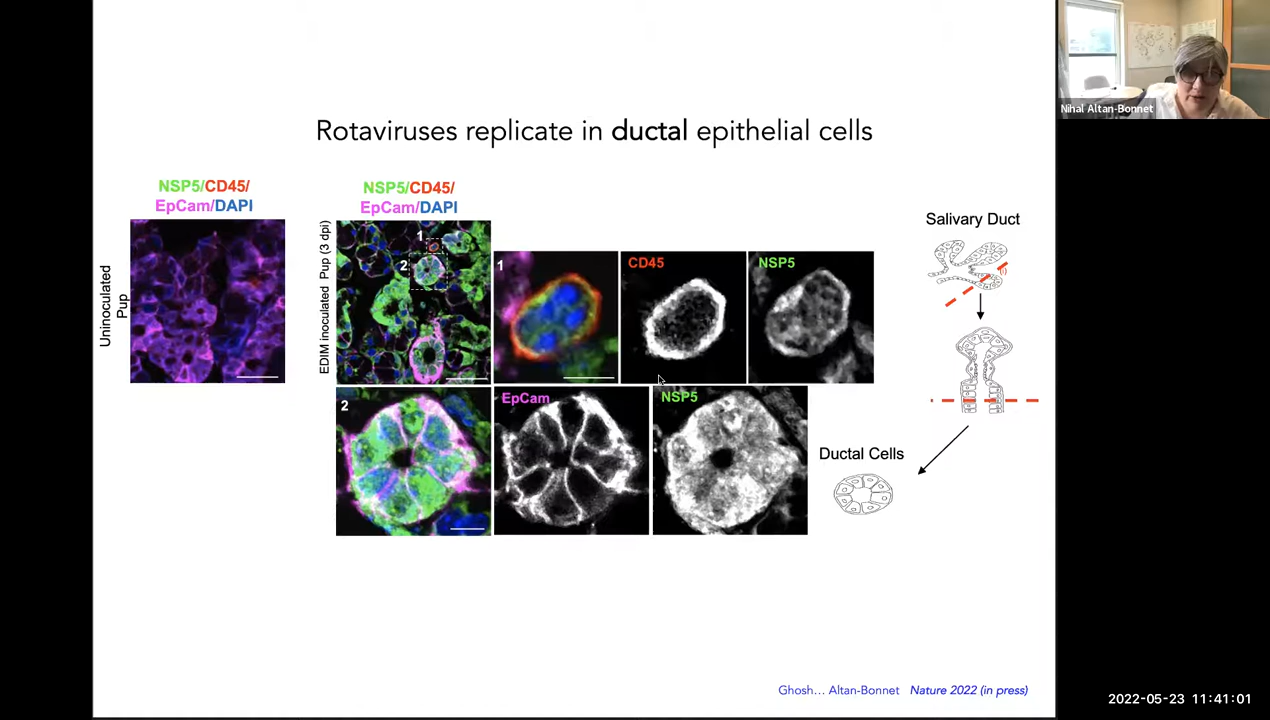 Nihal Altan-Bonnet
Rotaviruses replicate in ductal epithelial cells
NSP5/CD45/
EpCam/DAPI
Uninoculated
Pup
NSP5/CD45/
EpCam/DAPI
EDIM inoculated Pup (3 dpi)
1
2
1
CD45
NSP5
2
EpCam
NSP5
Salivary Duct
Ductal Cells
Ghosh... Altan-Bonnet Nature 2022 (in press)
2022-05-23 11:41:01